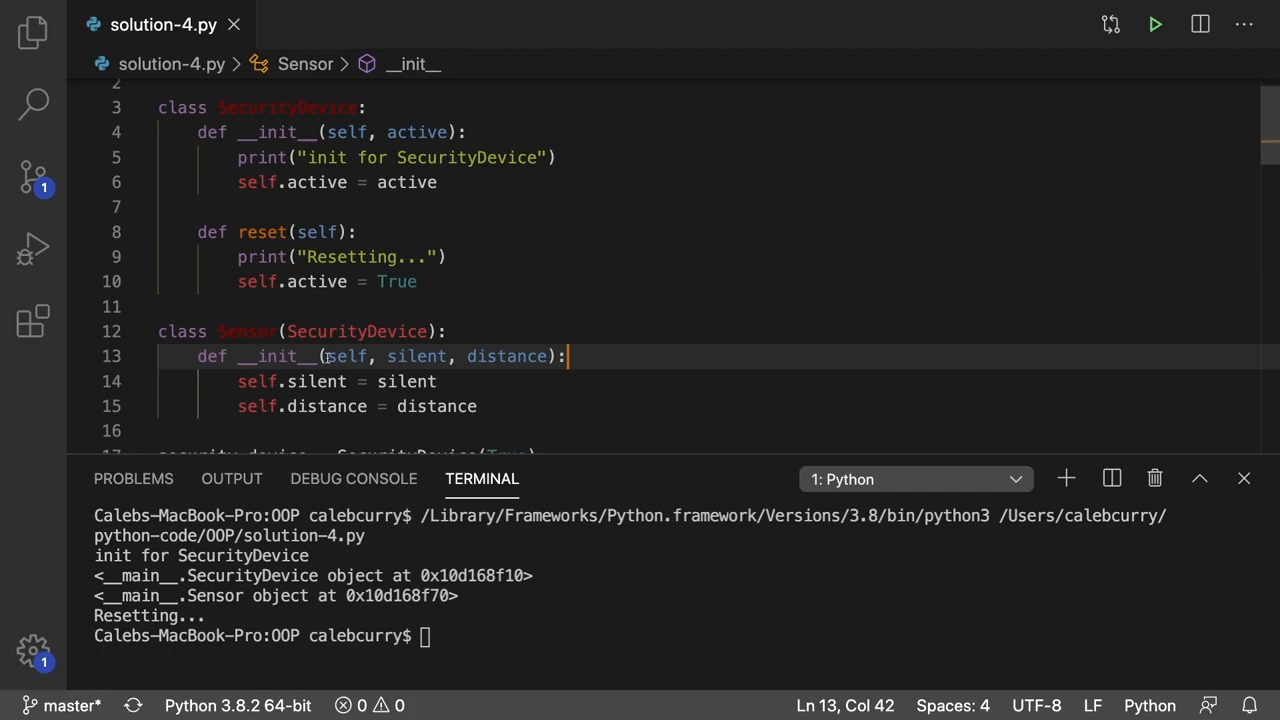 solution-4.py
solution-4.py > Sensor > __init__
2
3 class SecurityDevice:
4 def __init__(self, active):
5 print("init for SecurityDevice")
6 self.active = active
7
8 def reset(self):
9 print("Resetting...")
10 self.active = True
11
12 class Sensor(SecurityDevice):
13 def __init__(self, silent, distance):
14 self.silent = silent
15 self.distance = distance
16
17 security_device = SecurityDevice(True)
1
PROBLEMS OUTPUT DEBUG CONSOLE TERMINAL 1: Python
Calebs-MacBook-Pro:OOP calebcurry$ /Library/Frameworks/Python.framework/Versions/3.8/bin/python3 /Users/calebcurry/
python-code/OOP/solution-4.py
init for SecurityDevice
<__main__.SecurityDevice object at 0x10d168f10>
<__main__.Sensor object at 0x10d168f70>
Resetting...
Calebs-MacBook-Pro:OOP calebcurry$
1
master* Python 3.8.2 64-bit 0 0 Ln 13, Col 42 Spaces: 4 UTF-8 LF Python